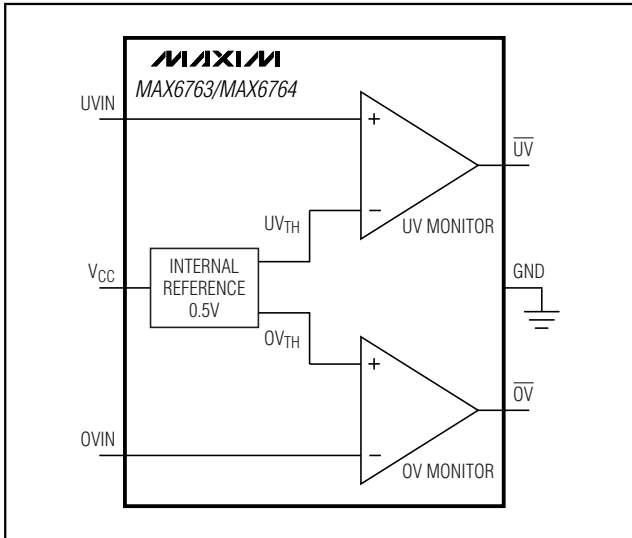 MAXIM
MAX6763/MAX6764
UVIN
+
UV
−
UVTH
UV MONITOR
VCC
INTERNAL
REFERENCE
0.5V
GND
OVTH
+
OV
OVIN
−
OV MONITOR